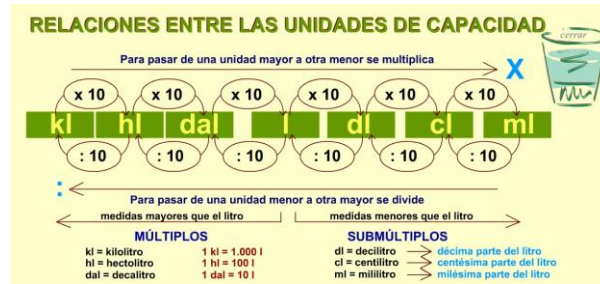 RELACIONES ENTRE LAS UNIDADES DE CAPACIDAD
cerrar
Para pasar de una unidad mayor a otra menor se multiplica
X
x 10 x 10 x 10 x 10 x 10 x 10
kl hl dal l dl cl ml
: 10 : 10 : 10 : 10 : 10 : 10
:
Para pasar de una unidad menor a otra mayor se divide
medidas mayores que el litro medidas menores que el litro
MÚLTIPLOS SUBMÚLTIPLOS
kl = kilolitro 1 kl = 1.000 l dl = decilitro décima parte del litro
hl = hectolitro 1 hl = 100 l cl = centilitro centésima parte del litro
dal = decalitro 1 dal = 10 l ml = mililitro milésima parte del litro